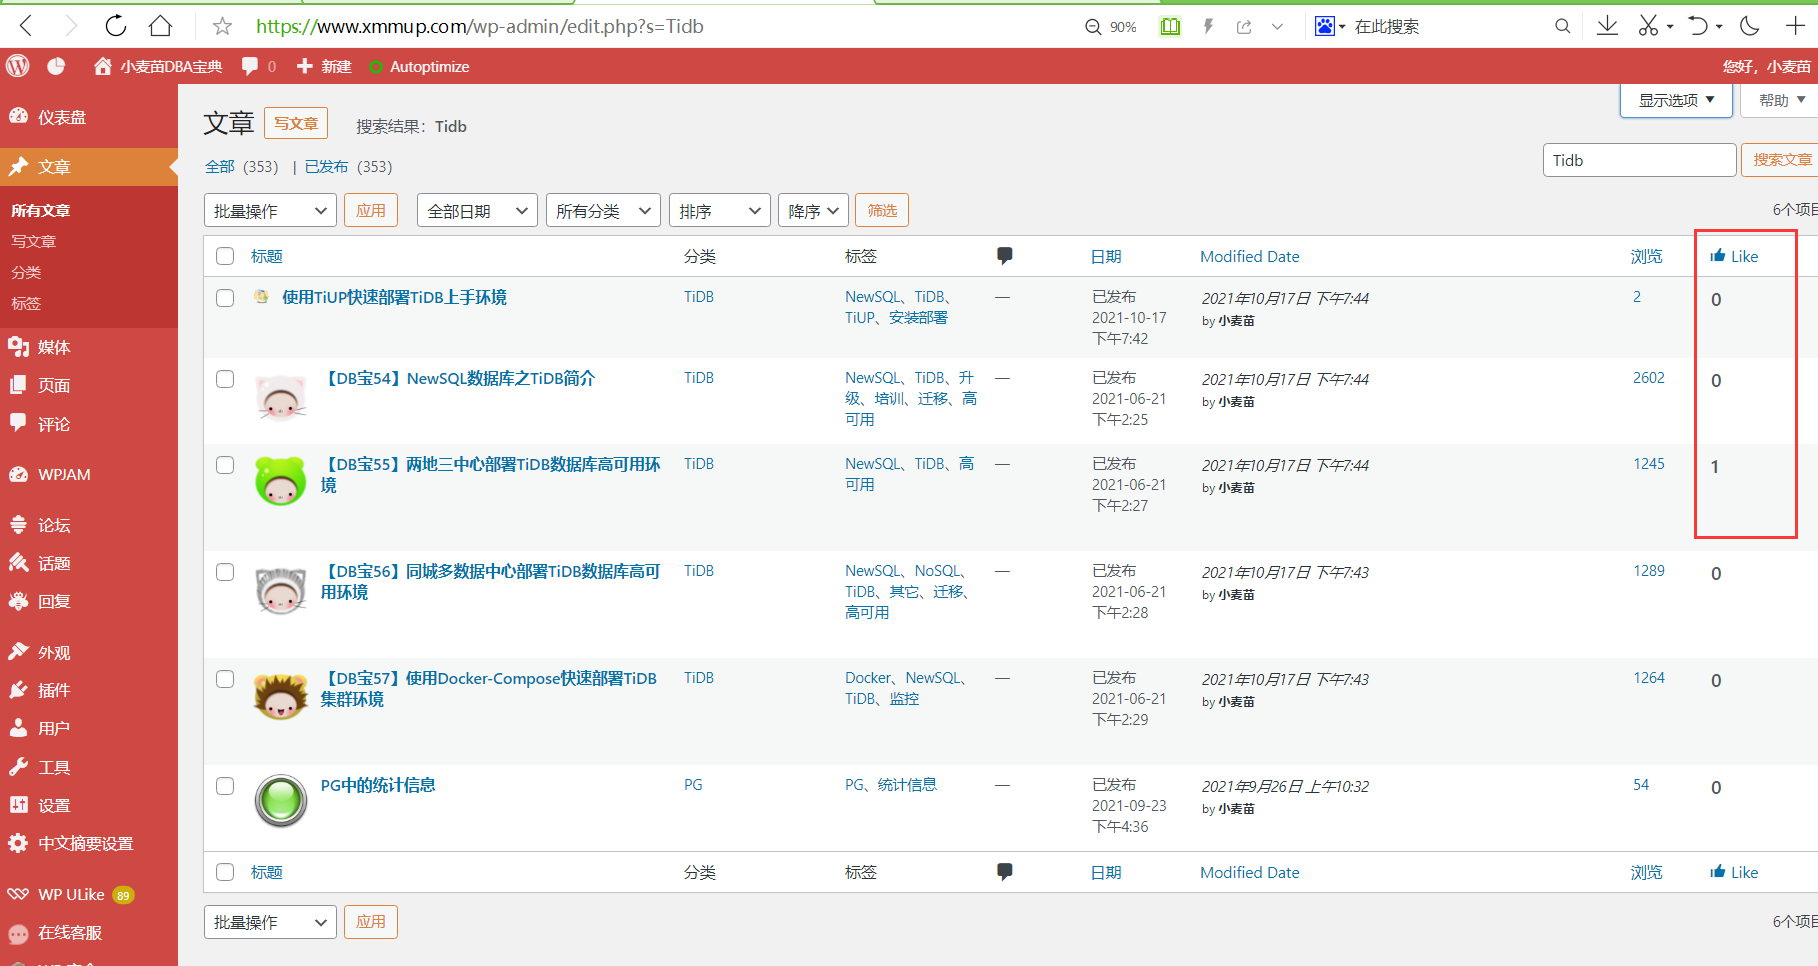 https://www.xmmup.com/wp-admin/edit.php?s=Tidb
90%
在此搜索
小麦苗DBA宝典
0
新建
Autoptimize
您好，小麦苗
仪表盘
文章
所有文章
写文章
分类
标签
媒体
页面
评论
WPJAM
论坛
话题
回复
外观
插件
用户
工具
设置
中文摘要设置
WP ULike 89
在线客服
文章 写文章 搜索结果：Tidb
显示选项
帮助
全部 (353) | 已发布 (353)
Tidb
搜索文章
批量操作 应用 全部日期 所有分类 排序 降序 筛选
6个项目
标题 分类 标签 日期 Modified Date 浏览 Like
使用TiUP快速部署TiDB上手环境
TiDB
NewSQL、TiDB、
TiUP、安装部署
—
已发布
2021-10-17
下午7:42
2021年10月17日 下午7:44
by 小麦苗
2
0
【DB宝54】NewSQL数据库之TiDB简介
TiDB
NewSQL、TiDB、升
级、培训、迁移、高
可用
—
已发布
2021-06-21
下午2:25
2021年10月17日 下午7:44
by 小麦苗
2602
0
【DB宝55】两地三中心部署TiDB数据库高可用环
境
TiDB
NewSQL、TiDB、高
可用
—
已发布
2021-06-21
下午2:27
2021年10月17日 下午7:44
by 小麦苗
1245
1
【DB宝56】同城多数据中心部署TiDB数据库高可
用环境
TiDB
NewSQL、NoSQL、
TiDB、其它、迁移、
高可用
—
已发布
2021-06-21
下午2:28
2021年10月17日 下午7:43
by 小麦苗
1289
0
【DB宝57】使用Docker-Compose快速部署TiDB
集群环境
TiDB
Docker、NewSQL、
TiDB、监控
—
已发布
2021-06-21
下午2:29
2021年10月17日 下午7:43
by 小麦苗
1264
0
PG中的统计信息
PG
PG、统计信息
—
已发布
2021-09-23
下午4:36
2021年9月26日 上午10:32
by 小麦苗
54
0
标题 分类 标签 日期 Modified Date 浏览 Like
批量操作 应用
6个项目